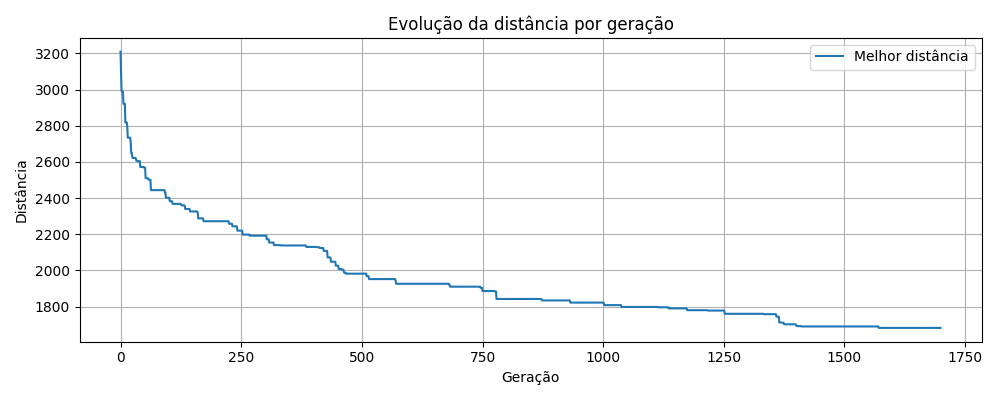 Evolução da distância por geração
Melhor distância
Distância
3200
3000
2800
2600
2400
2200
2000
1800
0 250 500 750 1000 1250 1500 1750
Geração